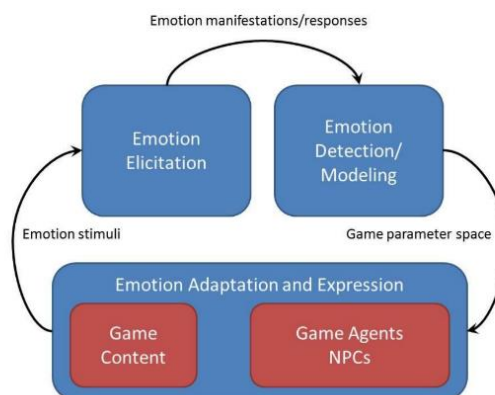 Emotion manifestations/responses
Emotion
Elicitation
Emotion
Detection/
Modeling
Emotion stimuli
Game parameter space
Emotion Adaptation and Expression
Game
Content
Game Agents
NPCs